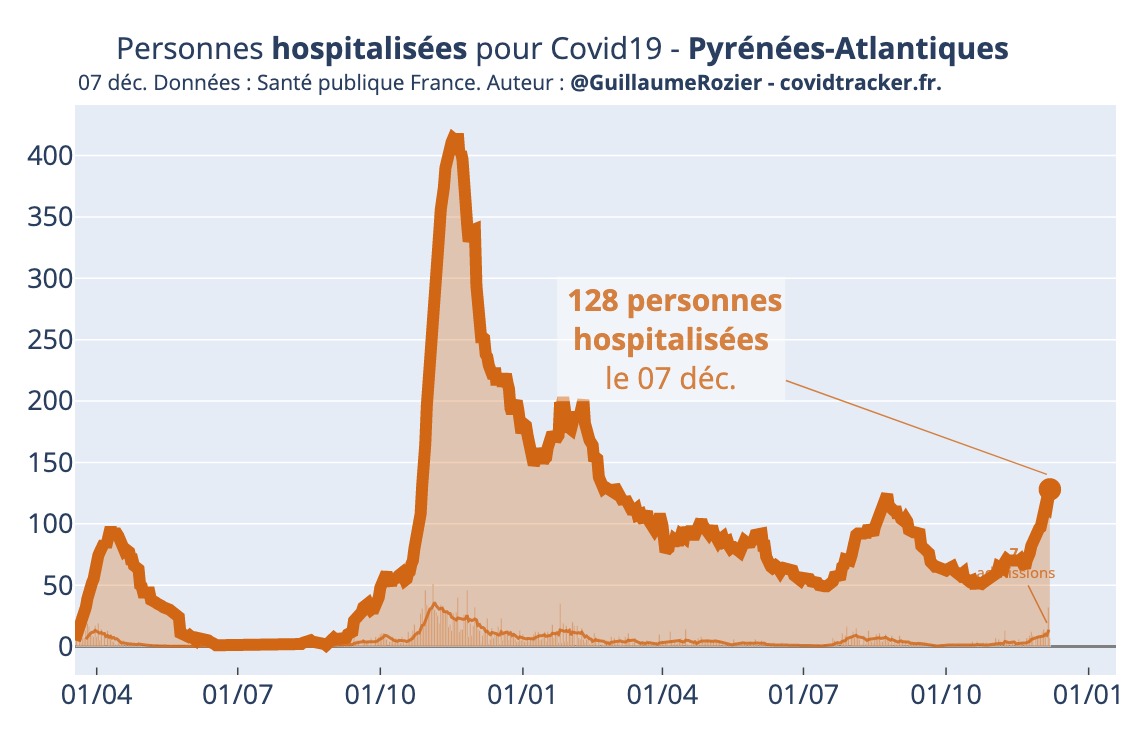 Personnes hospitalisées pour Covid19 - Pyrénées-Atlantiques
07 déc. Données : Santé publique France. Auteur : @GuillaumeRozier - covidtracker.fr.
400
350
300
250
200
150
100
50
0
128 personnes
hospitalisées
le 07 déc.
7
admissions
01/04 01/07 01/10 01/01 01/04 01/07 01/10 01/01